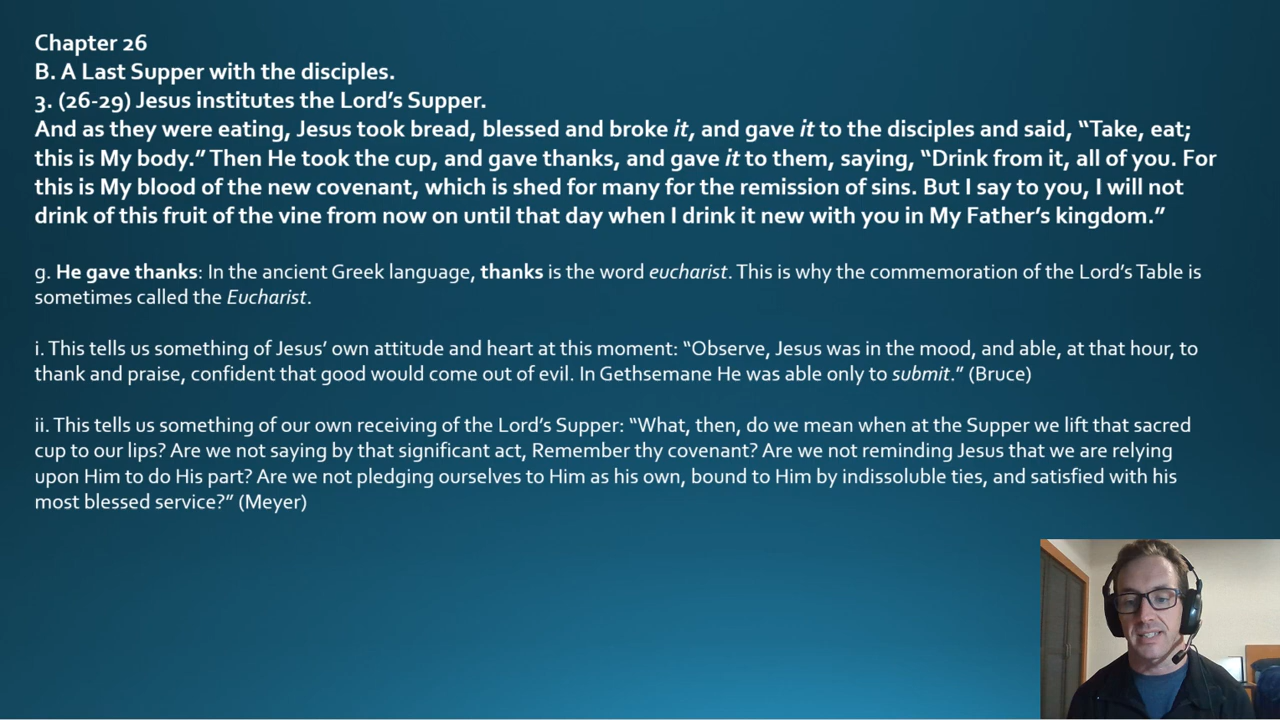 Chapter 26
B. A Last Supper with the disciples.
3. (26-29) Jesus institutes the Lord’s Supper.
And as they were eating, Jesus took bread, blessed and broke it, and gave it to the disciples and said, “Take, eat;
this is My body.” Then He took the cup, and gave thanks, and gave it to them, saying, “Drink from it, all of you. For
this is My blood of the new covenant, which is shed for many for the remission of sins. But I say to you, I will not
drink of this fruit of the vine from now on until that day when I drink it new with you in My Father’s kingdom.”
g. He gave thanks: In the ancient Greek language, thanks is the word eucharist. This is why the commemoration of the Lord’s Table is
sometimes called the Eucharist.
i. This tells us something of Jesus’ own attitude and heart at this moment: “Observe, Jesus was in the mood, and able, at that hour, to
thank and praise, confident that good would come out of evil. In Gethsemane He was able only to submit.” (Bruce)
ii. This tells us something of our own receiving of the Lord’s Supper: “What, then, do we mean when at the Supper we lift that sacred
cup to our lips? Are we not saying by that significant act, Remember thy covenant? Are we not reminding Jesus that we are relying
upon Him to do His part? Are we not pledging ourselves to Him as his own, bound to Him by indissoluble ties, and satisfied with his
most blessed service?” (Meyer)